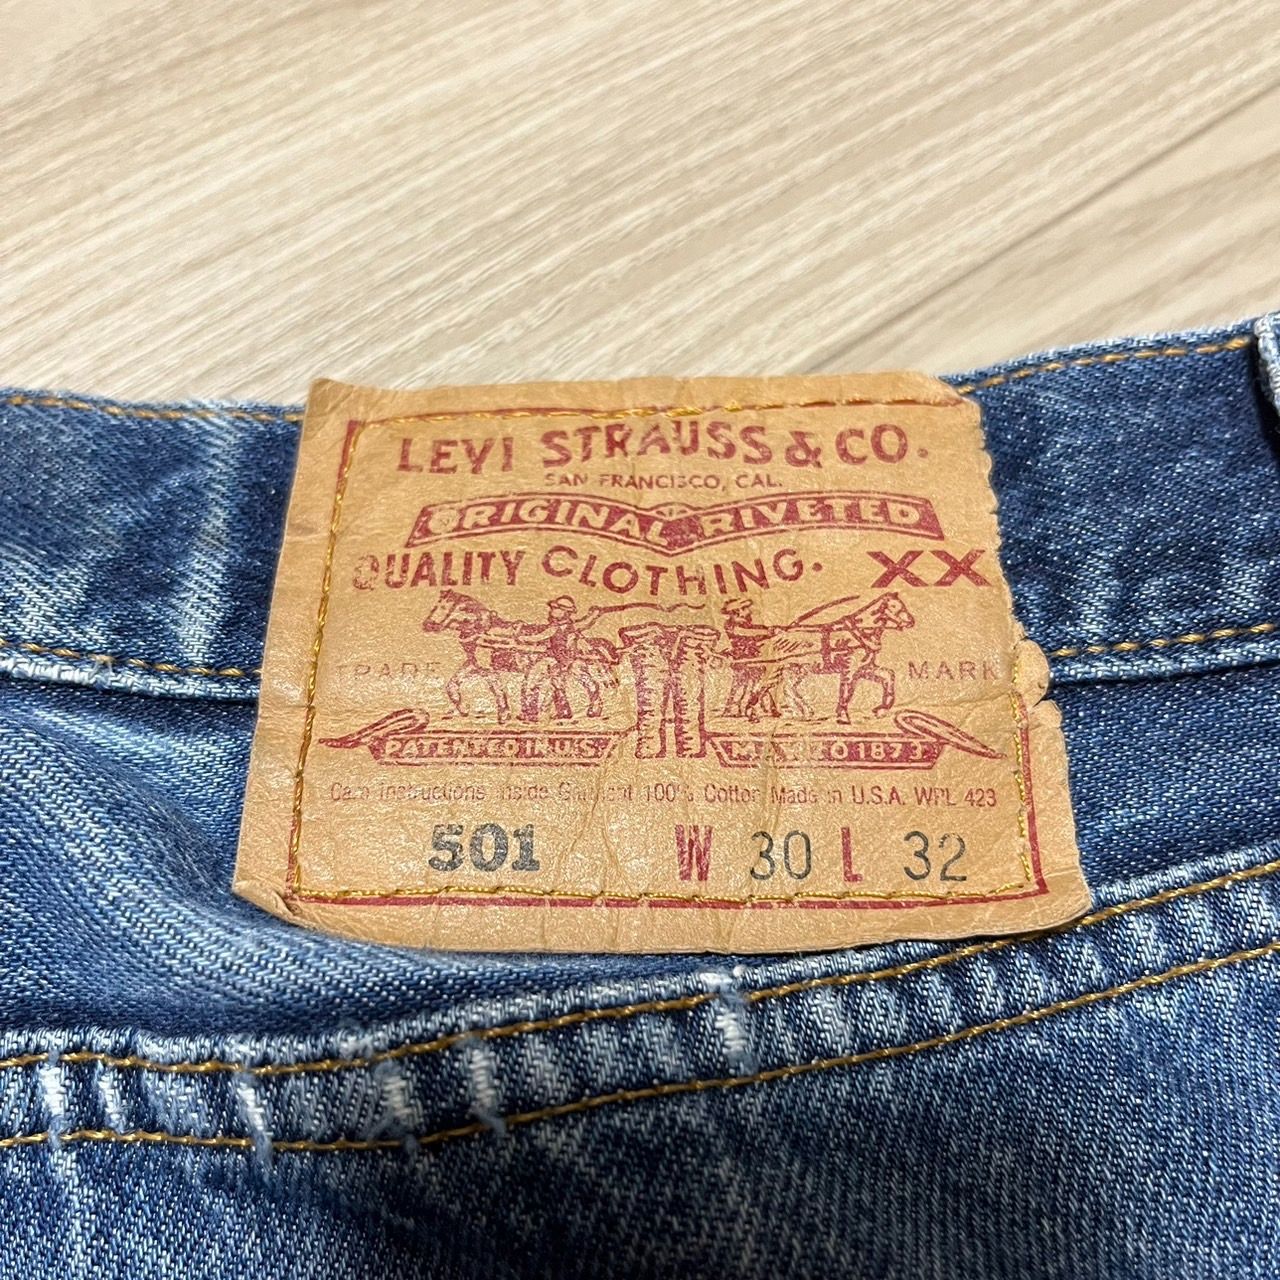 LEVI STRAUSS & CO.
SAN FRANCISCO, CAL.
ORIGINAL RIVETED
QUALITY CLOTHING. XX
TRADE MARK
PATENTED IN U.S. MAY 20 1873
Care Instructions Inside Garment 100% Cotton Made in U.S.A. WPL 423
501 W 30 L 32